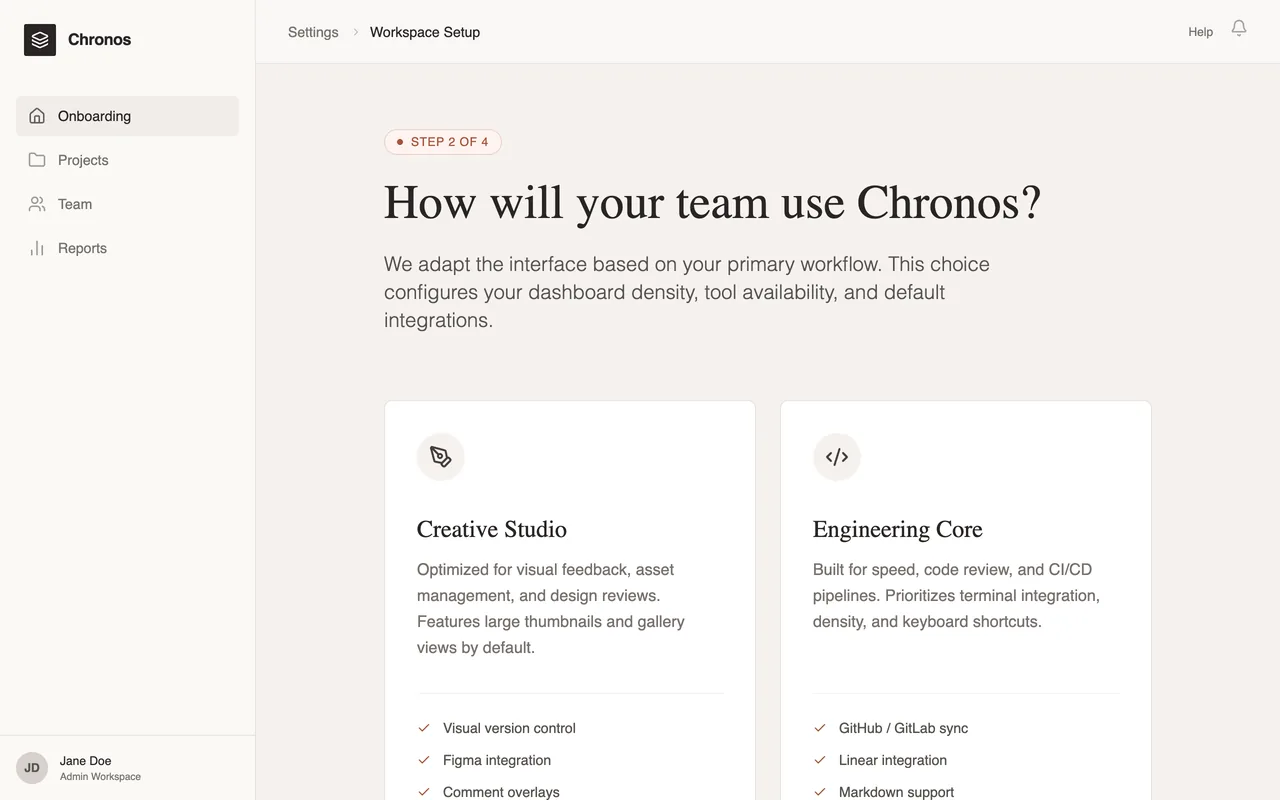 Chronos
Onboarding
Projects
Team
Reports
JD
Jane Doe
Admin Workspace
Settings
Workspace Setup
Help
STEP 2 OF 4
How will your team use Chronos?
We adapt the interface based on your primary workflow. This choice
configures your dashboard density, tool availability, and default
integrations.
Creative Studio
Optimized for visual feedback, asset
management, and design reviews.
Features large thumbnails and gallery
views by default.
Visual version control
Figma integration
Comment overlays
Engineering Core
Built for speed, code review, and CI/CD
pipelines. Prioritizes terminal integration,
density, and keyboard shortcuts.
GitHub / GitLab sync
Linear integration
Markdown support